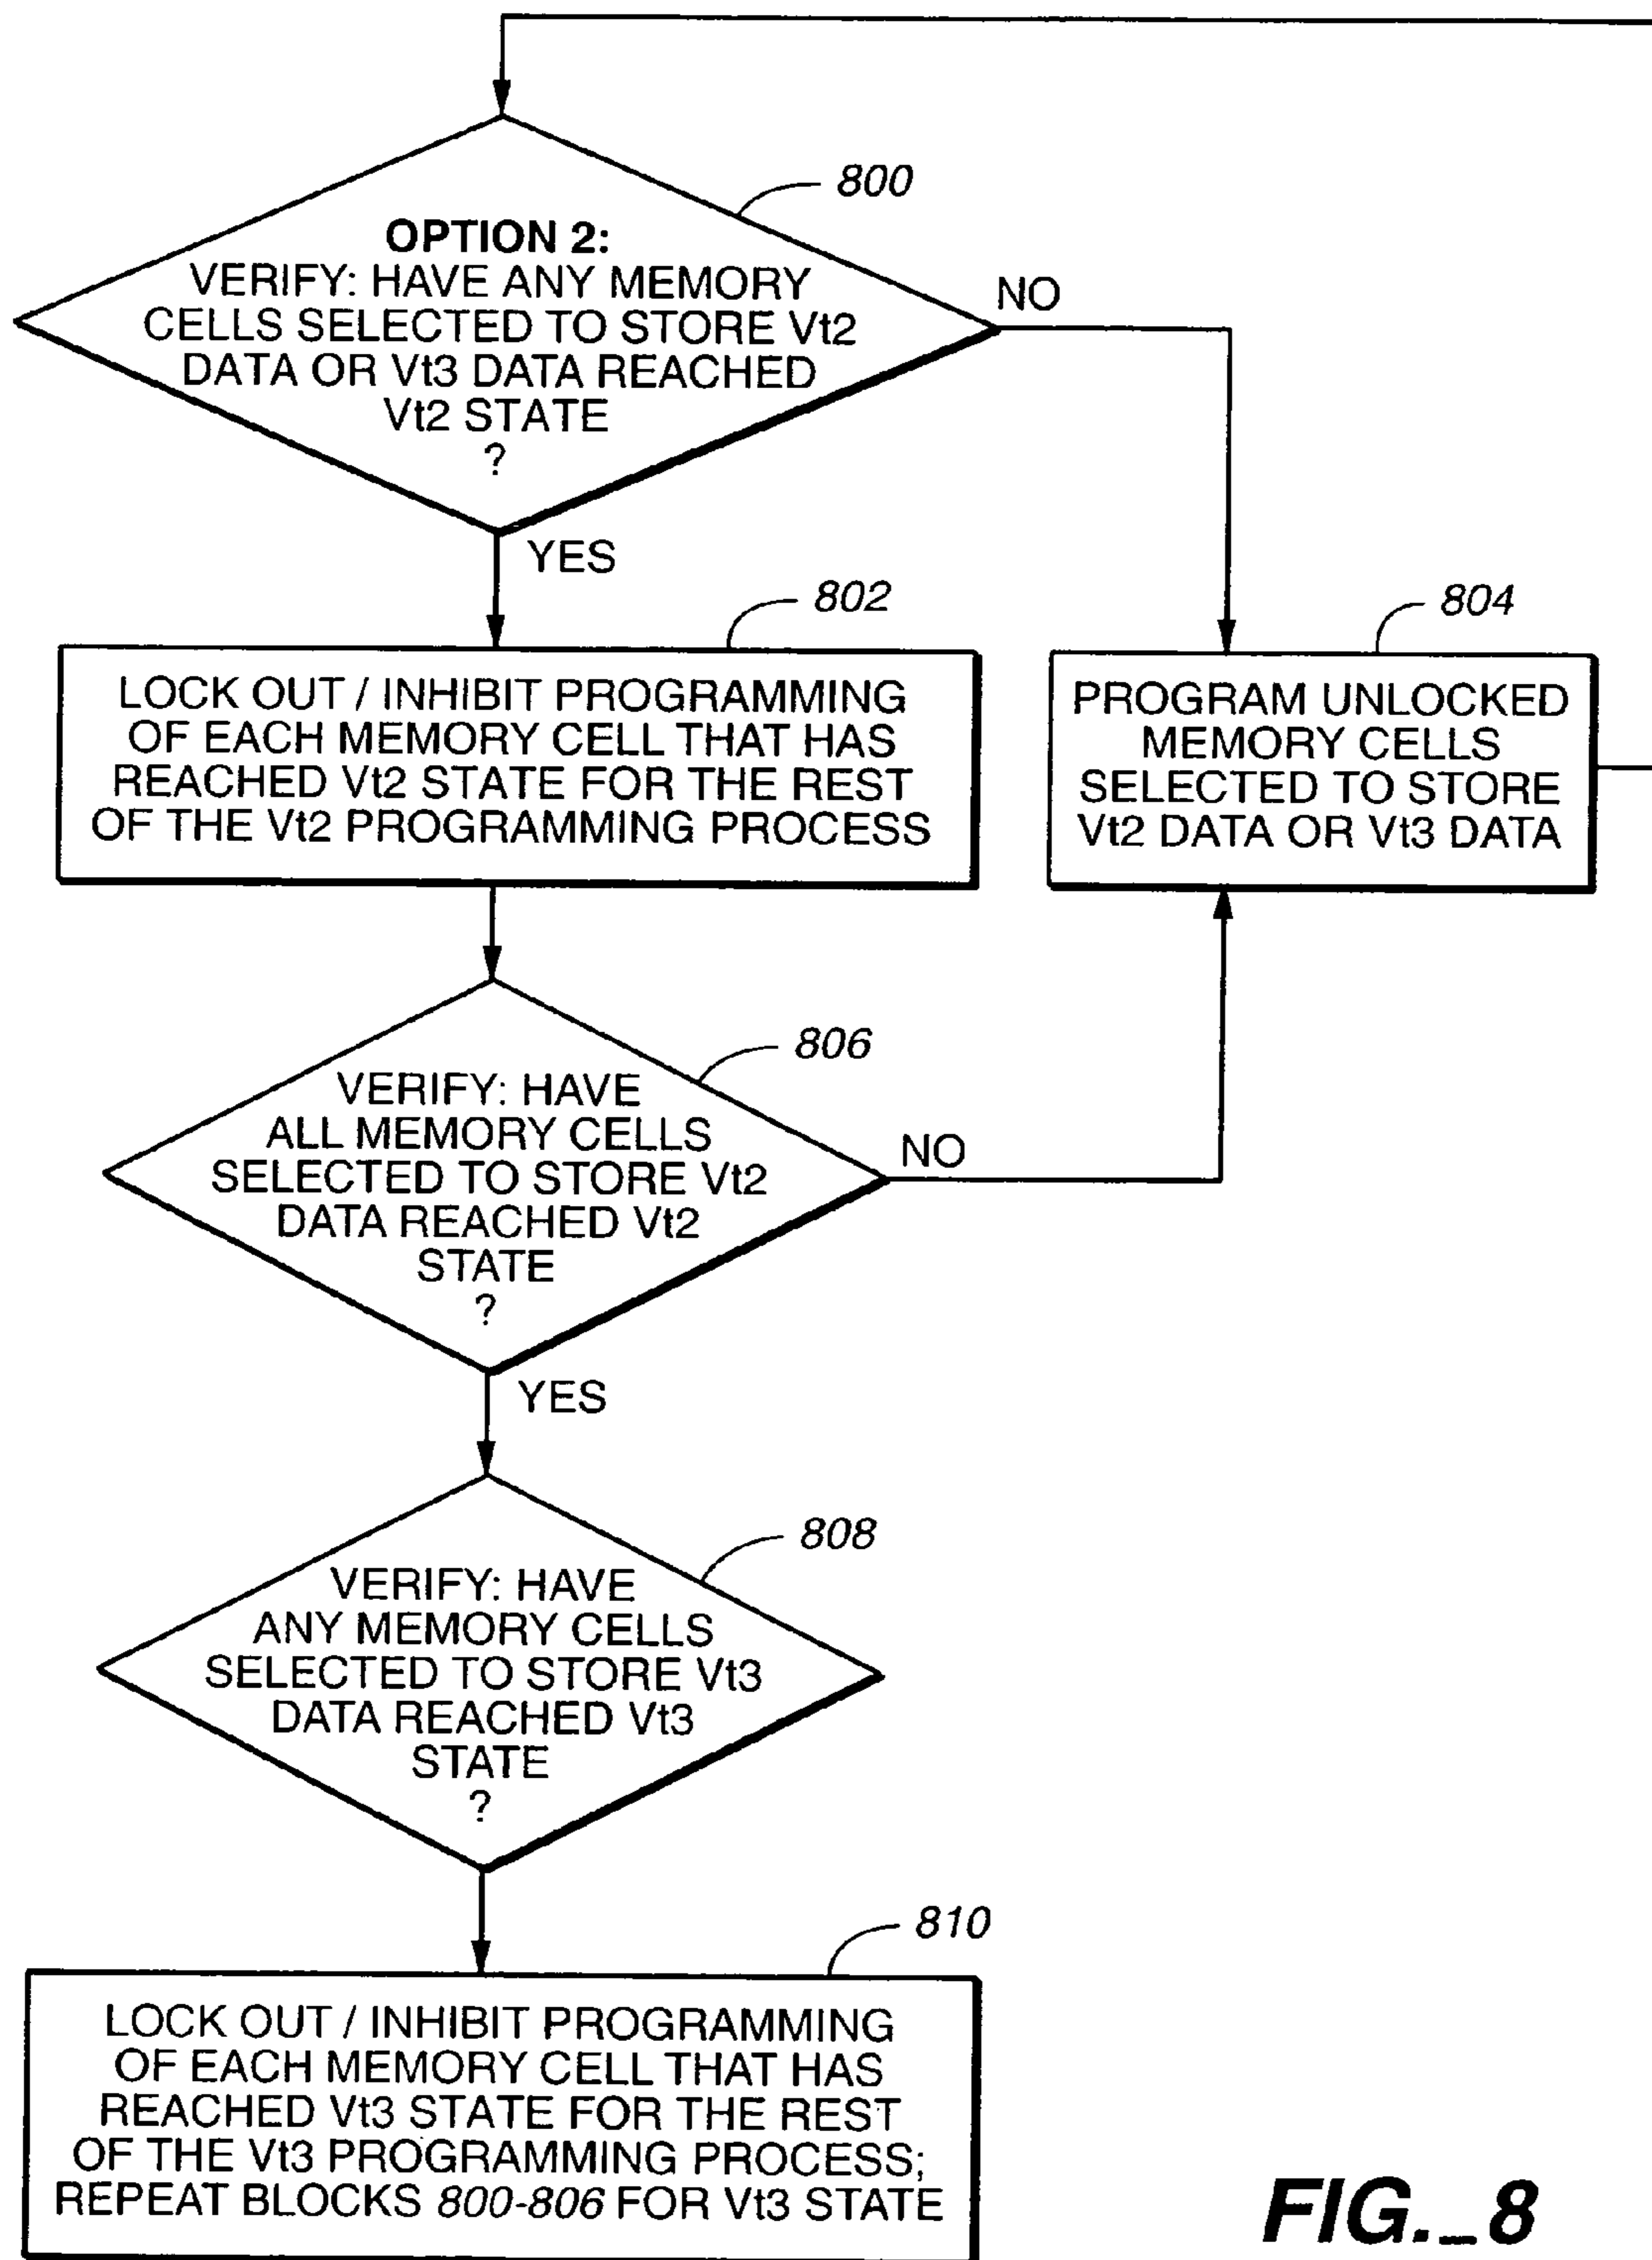 800
OPTION 2:
VERIFY: HAVE ANY MEMORY
CELLS SELECTED TO STORE Vt2
DATA OR Vt3 DATA REACHED
Vt2 STATE
?
NO
YES
802
LOCK OUT / INHIBIT PROGRAMMING
OF EACH MEMORY CELL THAT HAS
REACHED Vt2 STATE FOR THE REST
OF THE Vt2 PROGRAMMING PROCESS
804
PROGRAM UNLOCKED
MEMORY CELLS
SELECTED TO STORE
Vt2 DATA OR Vt3 DATA
806
VERIFY: HAVE
ALL MEMORY CELLS
SELECTED TO STORE Vt2
DATA REACHED Vt2
STATE
?
NO
YES
808
VERIFY: HAVE
ANY MEMORY CELLS
SELECTED TO STORE Vt3
DATA REACHED Vt3
STATE
?
810
LOCK OUT / INHIBIT PROGRAMMING
OF EACH MEMORY CELL THAT HAS
REACHED Vt3 STATE FOR THE REST
OF THE Vt3 PROGRAMMING PROCESS;
REPEAT BLOCKS 800-806 FOR Vt3 STATE
FIG._8